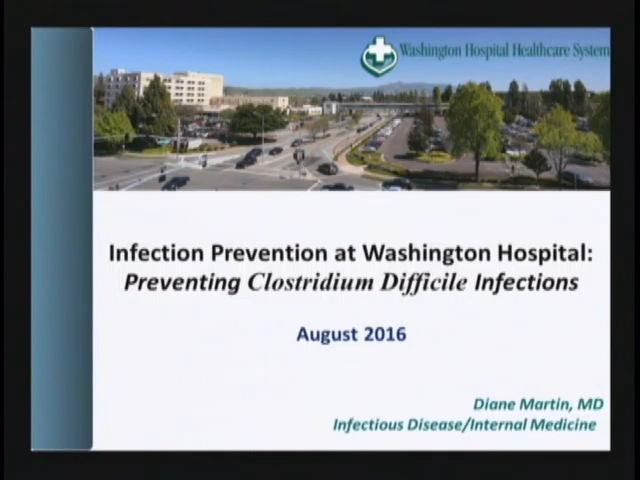 Washington Hospital Healthcare System
Infection Prevention at Washington Hospital:
Preventing Clostridium Difficile Infections
August 2016
Diane Martin, MD
Infectious Disease/Internal Medicine